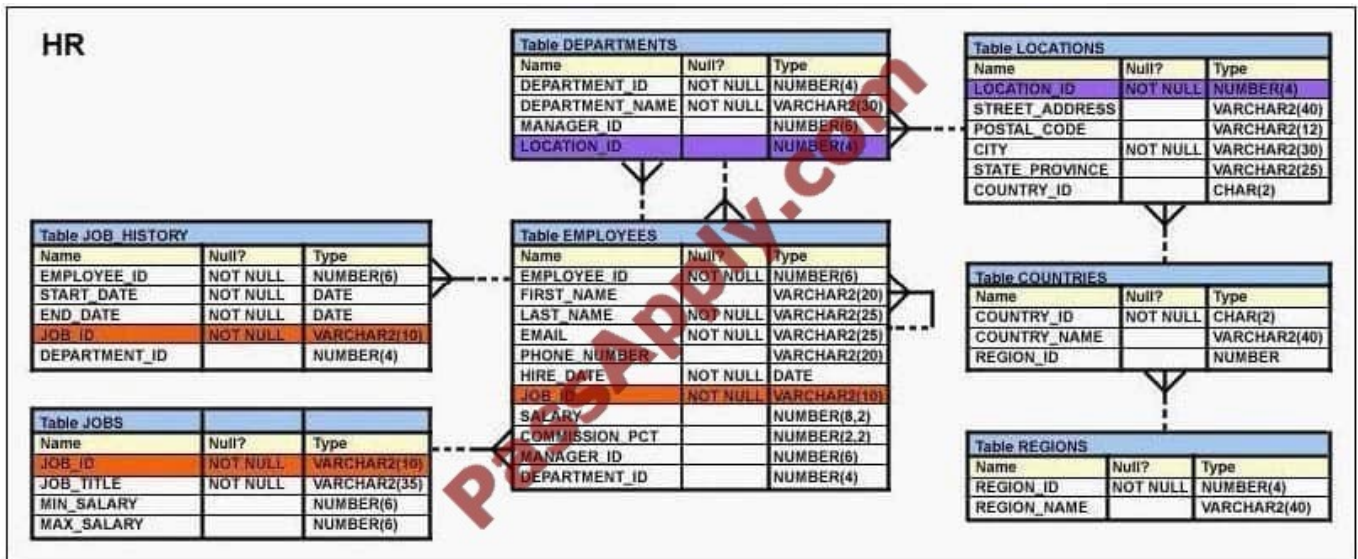 HR
Table DEPARTMENTS
Name Null? Type
DEPARTMENT_ID NOT NULL NUMBER(4)
DEPARTMENT_NAME NOT NULL VARCHAR2(30)
MANAGER_ID NUMBER(6)
LOCATION_ID NUMBER(4)
Table LOCATIONS
Name Null? Type
LOCATION_ID NOT NULL NUMBER(4)
STREET_ADDRESS VARCHAR2(40)
POSTAL_CODE VARCHAR2(12)
CITY NOT NULL VARCHAR2(30)
STATE_PROVINCE VARCHAR2(25)
COUNTRY_ID CHAR(2)
Table JOB_HISTORY
Name Null? Type
EMPLOYEE_ID NOT NULL NUMBER(6)
START_DATE NOT NULL DATE
END_DATE NOT NULL DATE
JOB_ID NOT NULL VARCHAR2(10)
DEPARTMENT_ID NUMBER(4)
Table EMPLOYEES
Name Null? Type
EMPLOYEE_ID NOT NULL NUMBER(6)
FIRST_NAME VARCHAR2(20)
LAST_NAME NOT NULL VARCHAR2(25)
EMAIL NOT NULL VARCHAR2(25)
PHONE_NUMBER VARCHAR2(20)
HIRE_DATE NOT NULL DATE
JOB_ID NOT NULL VARCHAR2(10)
SALARY NUMBER(8,2)
COMMISSION_PCT NUMBER(2,2)
MANAGER_ID NUMBER(6)
DEPARTMENT_ID NUMBER(4)
Table COUNTRIES
Name Null? Type
COUNTRY_ID NOT NULL CHAR(2)
COUNTRY_NAME VARCHAR2(40)
REGION_ID NUMBER
Table JOBS
Name Null? Type
JOB_ID NOT NULL VARCHAR2(10)
JOB_TITLE NOT NULL VARCHAR2(35)
MIN_SALARY NUMBER(6)
MAX_SALARY NUMBER(6)
Table REGIONS
Name Null? Type
REGION_ID NOT NULL NUMBER(4)
REGION_NAME VARCHAR2(40)
PassApply.com